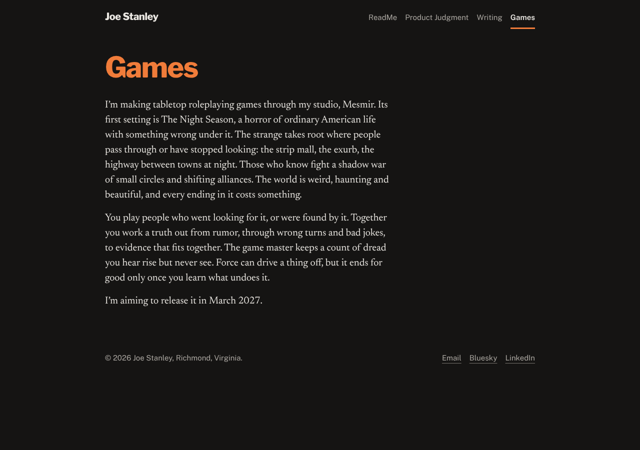 Joe Stanley
ReadMe Product Judgment Writing Games
Games
I'm making tabletop roleplaying games through my studio, Mesmir. Its
first setting is The Night Season, a horror of ordinary American life
with something wrong under it. The strange takes root where people
pass through or have stopped looking: the strip mall, the exurb, the
highway between towns at night. Those who know fight a shadow war
of small circles and shifting alliances. The world is weird, haunting and
beautiful, and every ending in it costs something.
You play people who went looking for it, or were found by it. Together
you work a truth out from rumor, through wrong turns and bad jokes,
to evidence that fits together. The game master keeps a count of dread
you hear rise but never see. Force can drive a thing off, but it ends for
good only once you learn what undoes it.
I'm aiming to release it in March 2027.
© 2026 Joe Stanley, Richmond, Virginia.
Email Bluesky LinkedIn